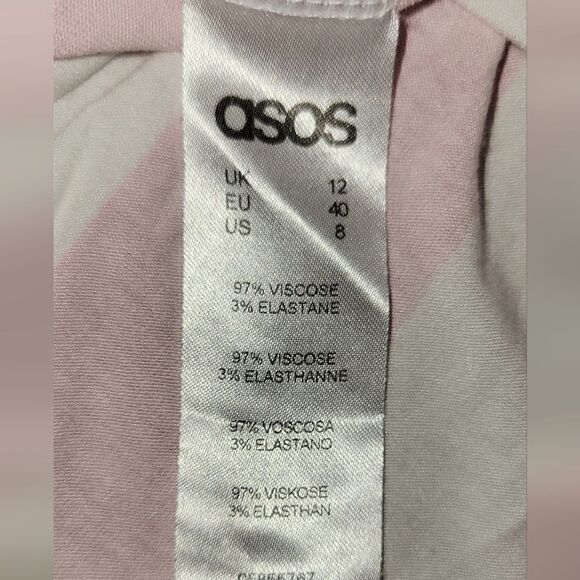 asos
UK 12
EU 40
US 8
97% VISCOSE
3% ELASTANE
97% VISCOSE
3% ELASTHANNE
97% VOSCOSA
3% ELASTANO
97% VISKOSE
3% ELASTHAN